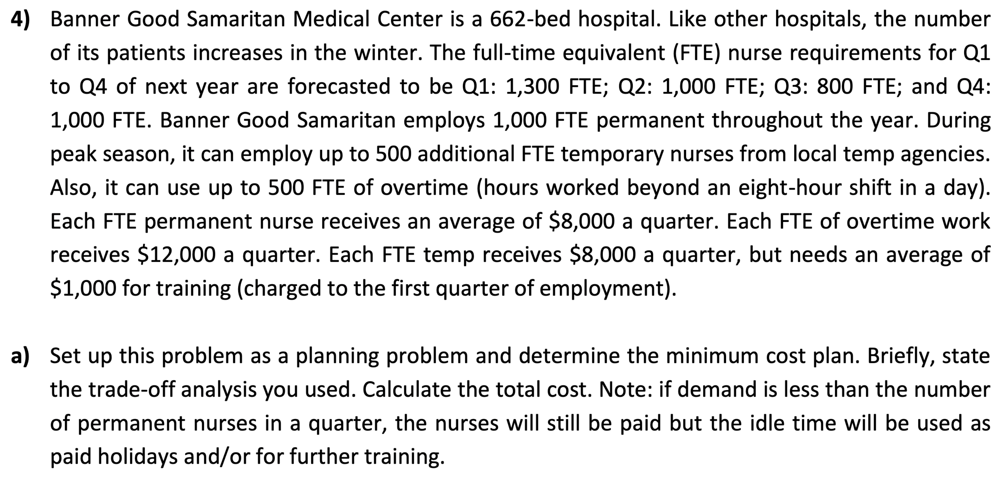 4) Banner Good Samaritan Medical Center is a 662-bed hospital. Like other hospitals, the number
of its patients increases in the winter. The full-time equivalent (FTE) nurse requirements for Q1
to Q4 of next year are forecasted to be Q1: 1,300 FTE; Q2: 1,000 FTE; Q3: 800 FTE; and Q4:
1,000 FTE. Banner Good Samaritan employs 1,000 FTE permanent throughout the year. During
peak season, it can employ up to 500 additional FTE temporary nurses from local temp agencies.
Also, it can use up to 500 FTE of overtime (hours worked beyond an eight-hour shift in a day).
Each FTE permanent nurse receives an average of $8,000 a quarter. Each FTE of overtime work
receives $12,000 a quarter. Each FTE temp receives $8,000 a quarter, but needs an average of
$1,000 for training (charged to the first quarter of employment).
a) Set up this problem as a planning problem and determine the minimum cost plan. Briefly, state
the trade-off analysis you used. Calculate the total cost. Note: if demand is less than the number
of permanent nurses in a quarter, the nurses will still be paid but the idle time will be used as
paid holidays and/or for further training.